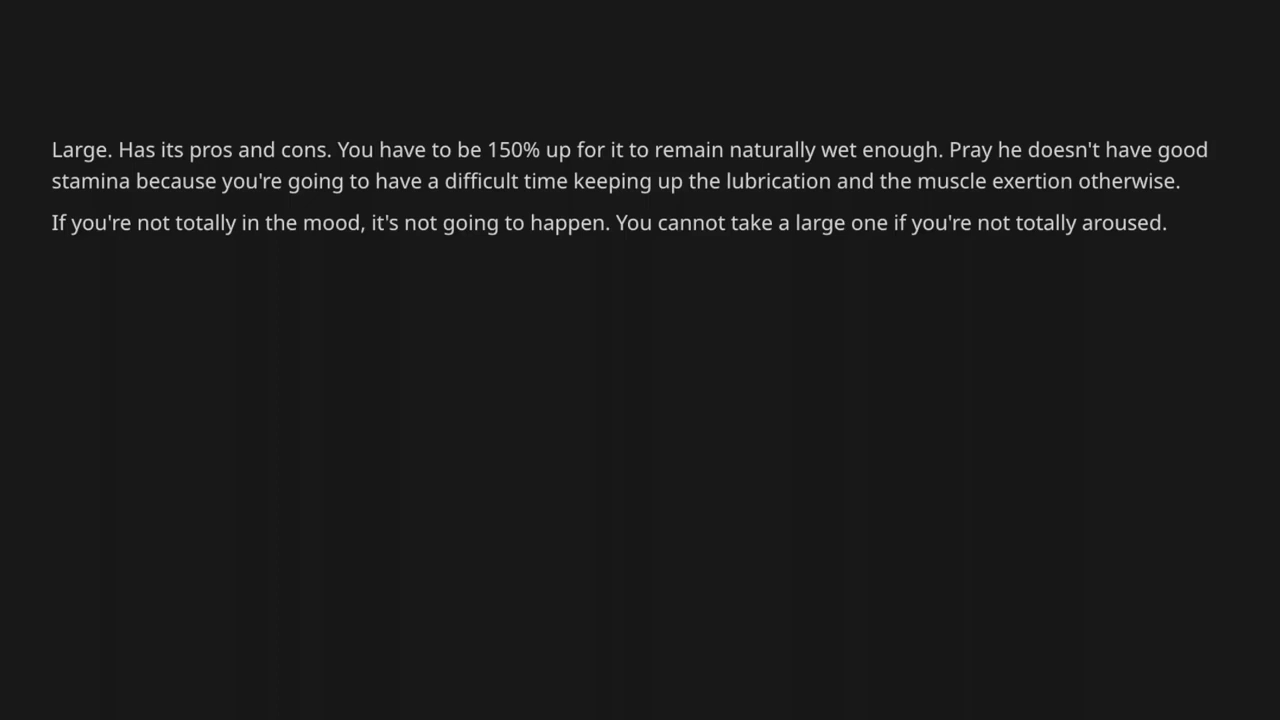 Large. Has its pros and cons. You have to be 150% up for it to remain naturally wet enough. Pray he doesn't have good
stamina because you're going to have a difficult time keeping up the lubrication and the muscle exertion otherwise.
If you're not totally in the mood, it's not going to happen. You cannot take a large one if you're not totally aroused.